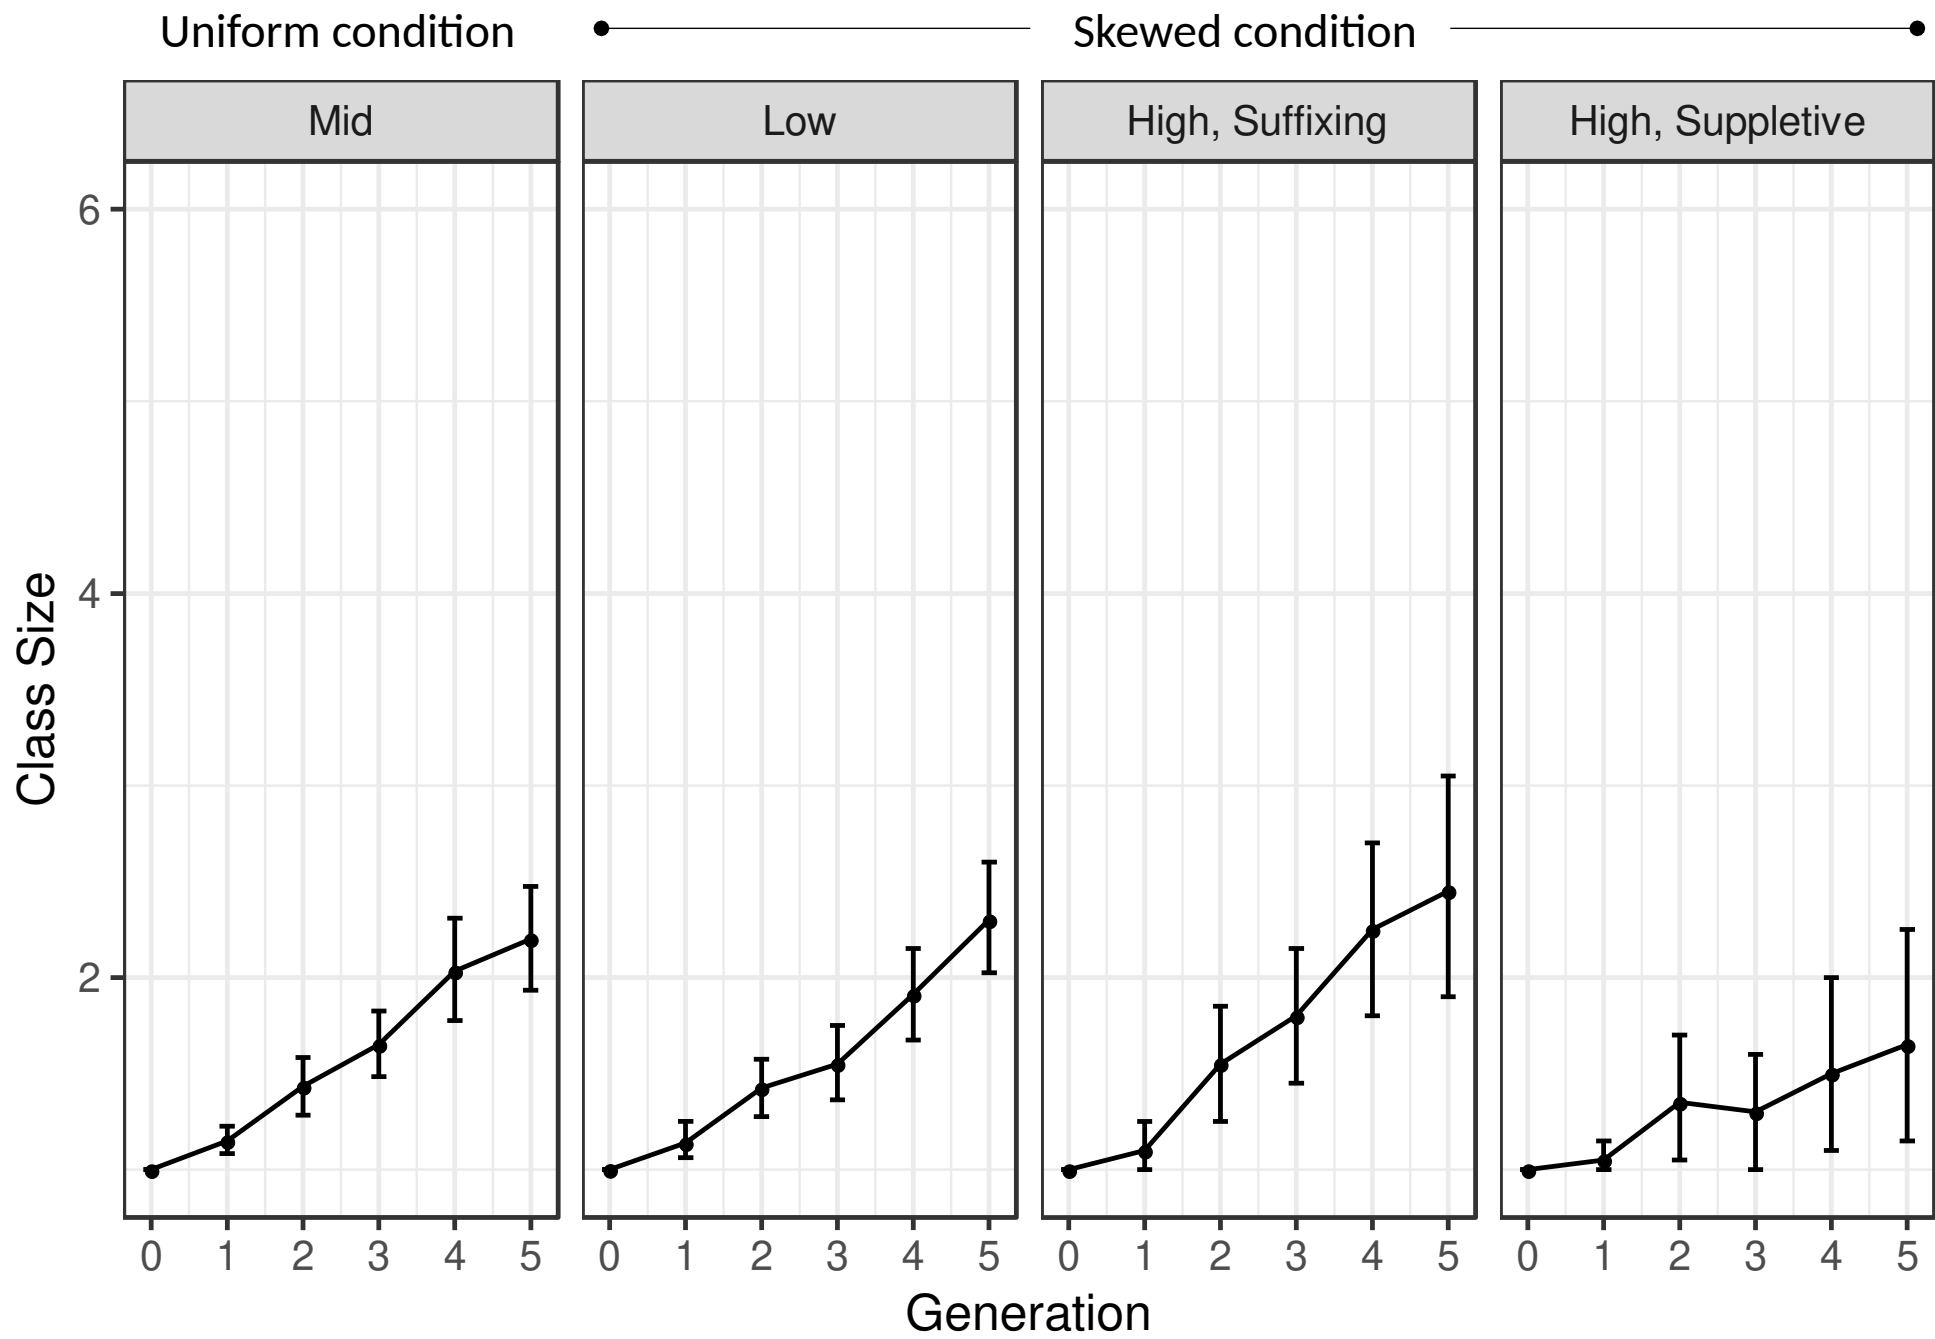 Uniform condition Skewed condition
Mid Low High, Suffixing High, Suppletive
6
4
2
Class Size
0 1 2 3 4 5 0 1 2 3 4 5 0 1 2 3 4 5 0 1 2 3 4 5
Generation